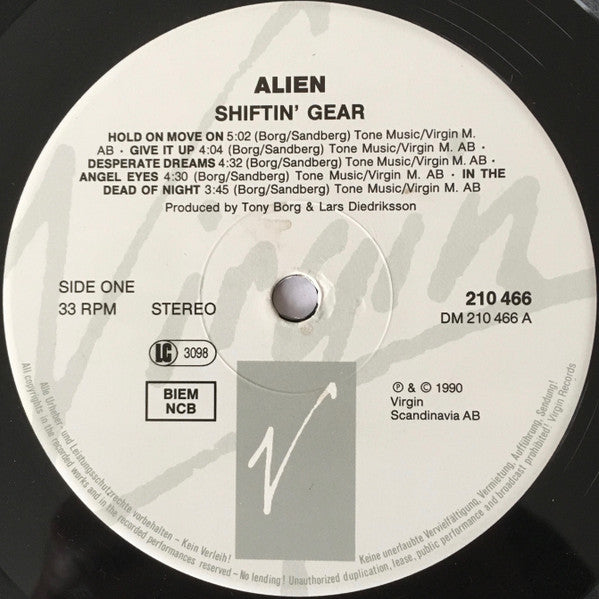 ALIEN
SHIFTIN' GEAR
HOLD ON MOVE ON 5:02 (Borg/Sandberg) Tone Music/Virgin M.
AB · GIVE IT UP 4:04 (Borg/Sandberg) Tone Music/Virgin M. AB ·
DESPERATE DREAMS 4:32 (Borg/Sandberg) Tone Music/Virgin M. AB ·
ANGEL EYES 4:30 (Borg/Sandberg) Tone Music/Virgin M. AB · IN THE
DEAD OF NIGHT 3:45 (Borg/Sandberg) Tone Music/Virgin M. AB
Produced by Tony Borg & Lars Diedriksson
Virgin
SIDE ONE
33 RPM STEREO
210 466
DM 210 466 A
LC 3098
BIEM
NCB
℗ & © 1990
Virgin
Scandinavia AB
V
Alle Urheber- und Leistungsschutzrechte vorbehalten – Kein Verleih! Keine unerlaubte Vervielfältigung, Vermietung, Aufführung, Sendung!
All copyrights in the recorded works and in the recorded performances reserved – No lending! Unauthorized duplication, lease, public performance and broadcast prohibited! Virgin Records